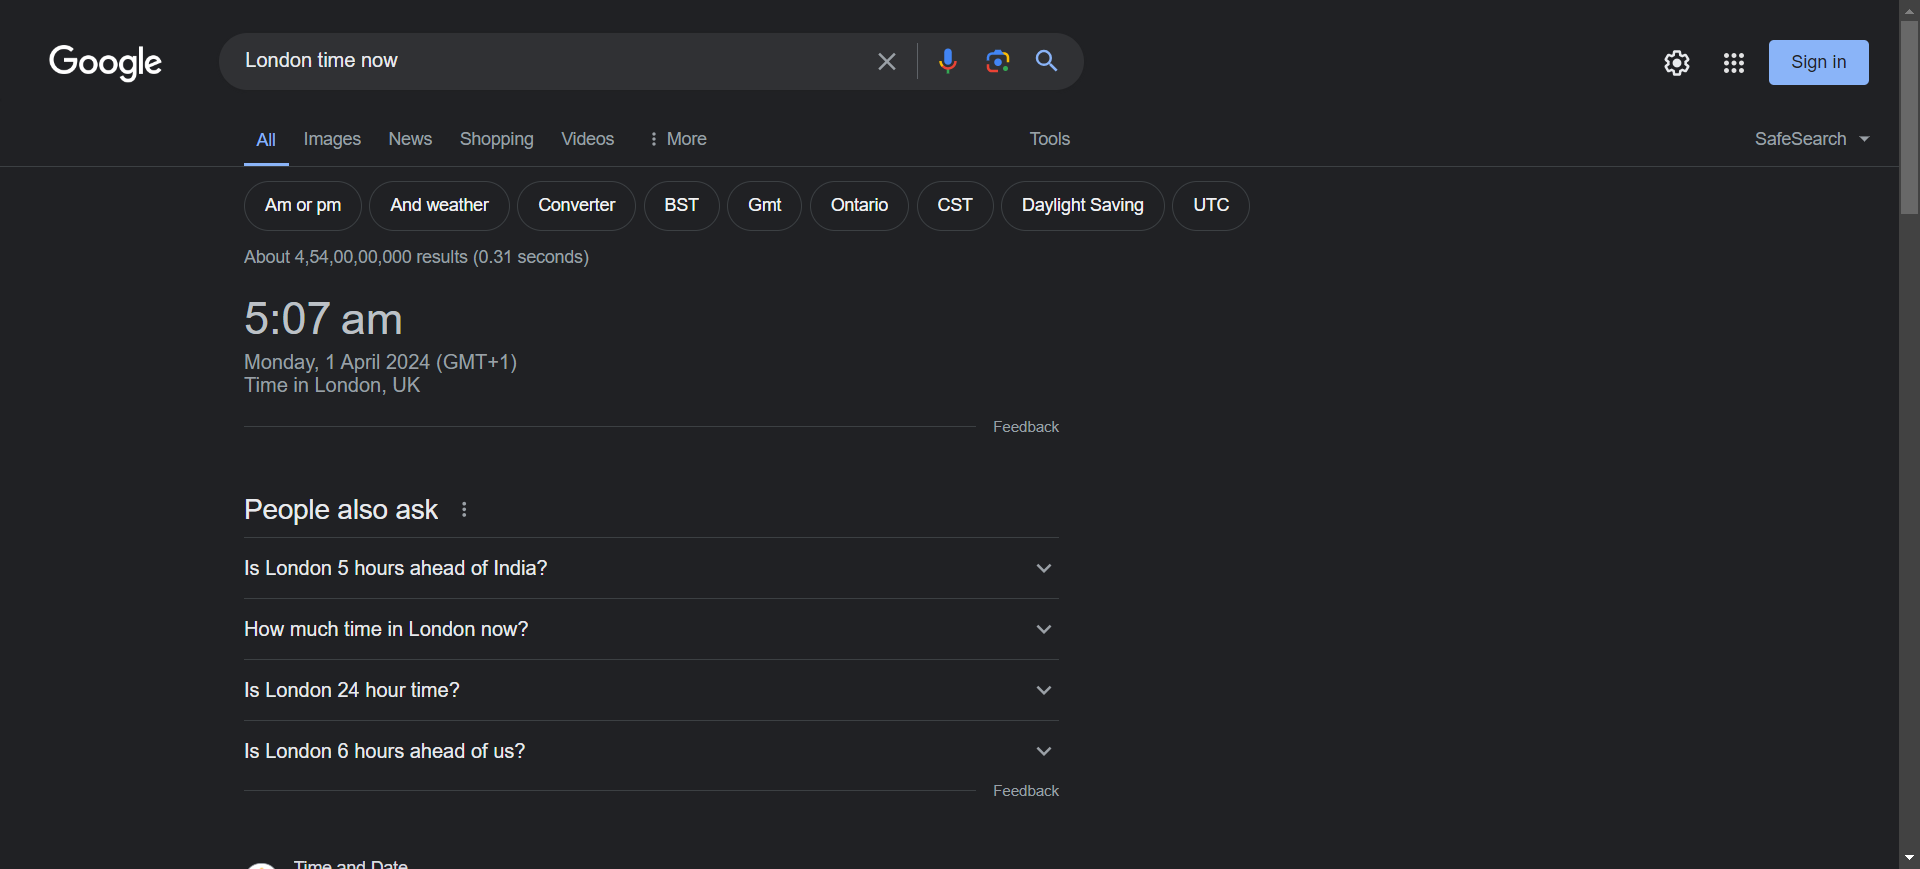 Google
London time now
Sign in
All Images News Shopping Videos More Tools SafeSearch
Am or pm And weather Converter BST Gmt Ontario CST Daylight Saving UTC
About 4,54,00,00,000 results (0.31 seconds)
5:07 am
Monday, 1 April 2024 (GMT+1)
Time in London, UK
Feedback
People also ask
Is London 5 hours ahead of India?
How much time in London now?
Is London 24 hour time?
Is London 6 hours ahead of us?
Feedback
Time and Date